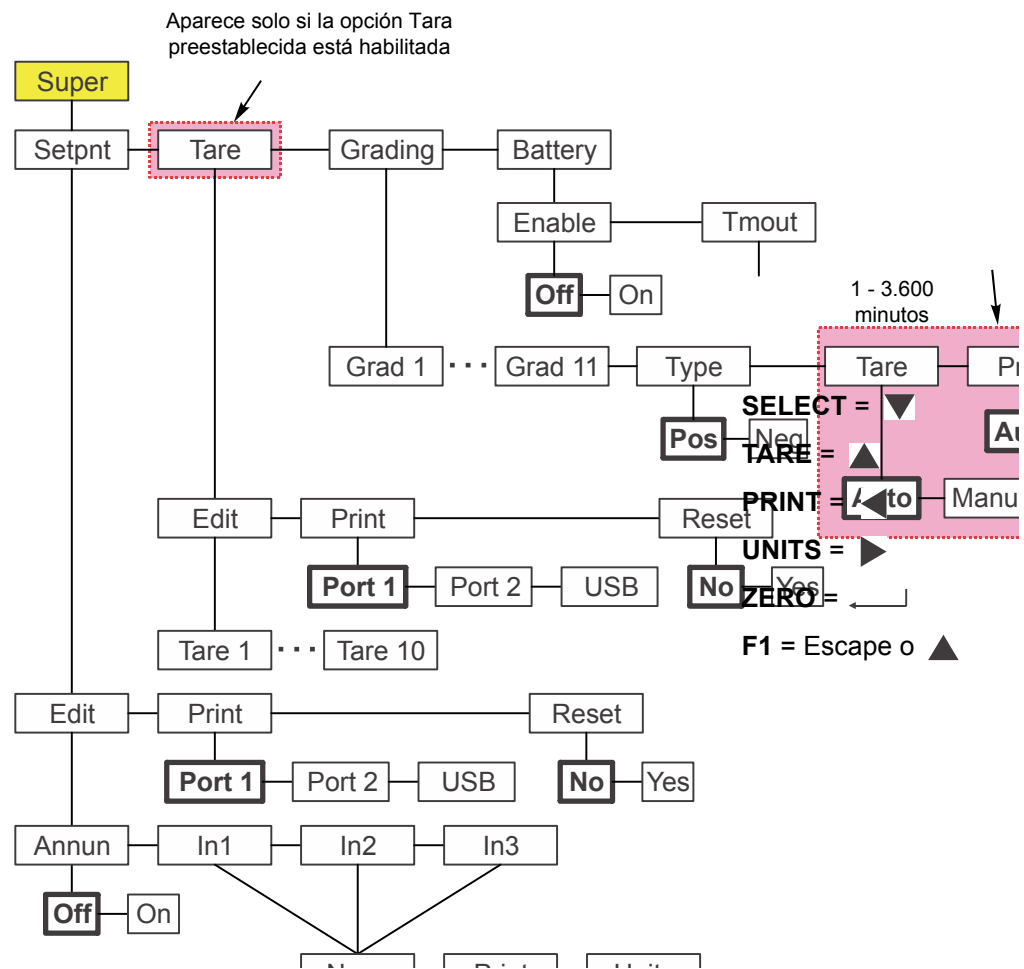 Aparece solo si la opción Tara
preestablecida está habilitada
Super
Setpnt Tare Grading Battery
Enable Tmout
Off On
1 - 3.600
minutos
Grad 1 ··· Grad 11 Type Tare
SELECT =
Pos Neg
TARE =
Auto
PRINT =
Edit Print Reset
UNITS =
Port 1 Port 2 USB No Yes
ZERO =
Tare 1 ··· Tare 10
F1 = Escape o
Edit Print Reset
Port 1 Port 2 USB No Yes
Annun In1 In2 In3
Off On